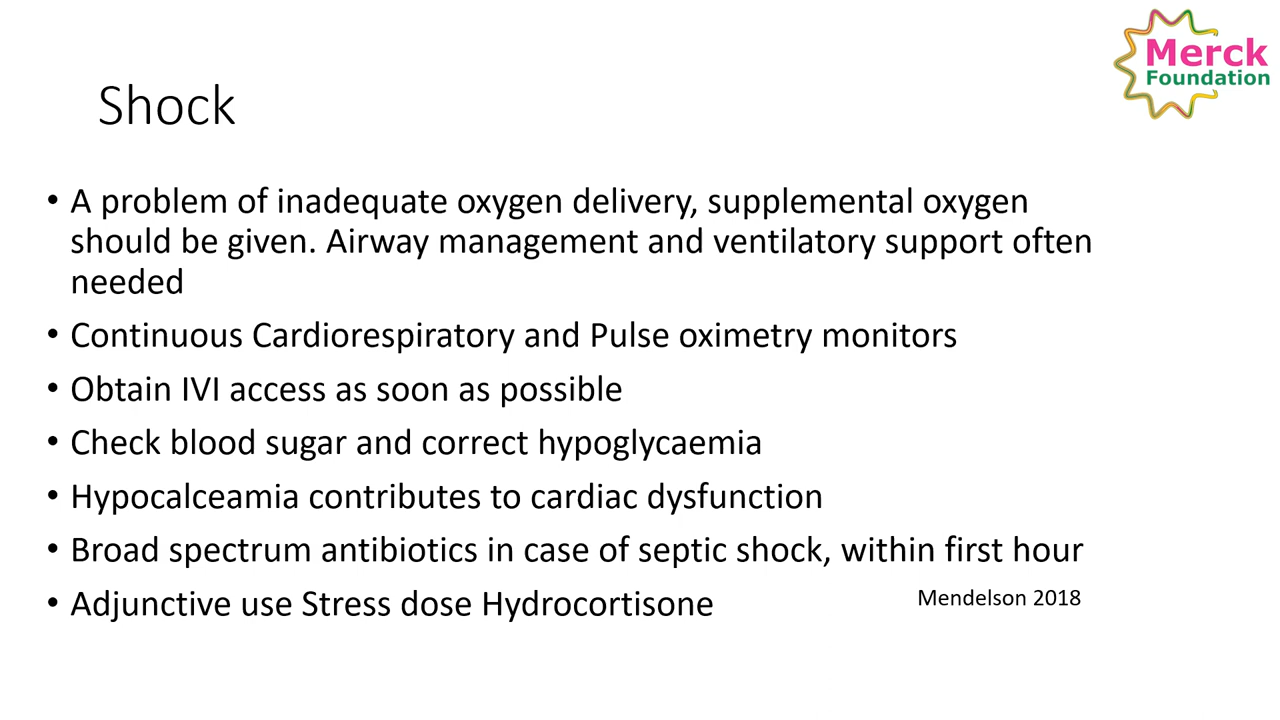 Merck
Foundation
Shock
• A problem of inadequate oxygen delivery, supplemental oxygen
should be given. Airway management and ventilatory support often
needed
• Continuous Cardiorespiratory and Pulse oximetry monitors
• Obtain IVI access as soon as possible
• Check blood sugar and correct hypoglycaemia
• Hypocalceamia contributes to cardiac dysfunction
• Broad spectrum antibiotics in case of septic shock, within first hour
• Adjunctive use Stress dose Hydrocortisone
Mendelson 2018